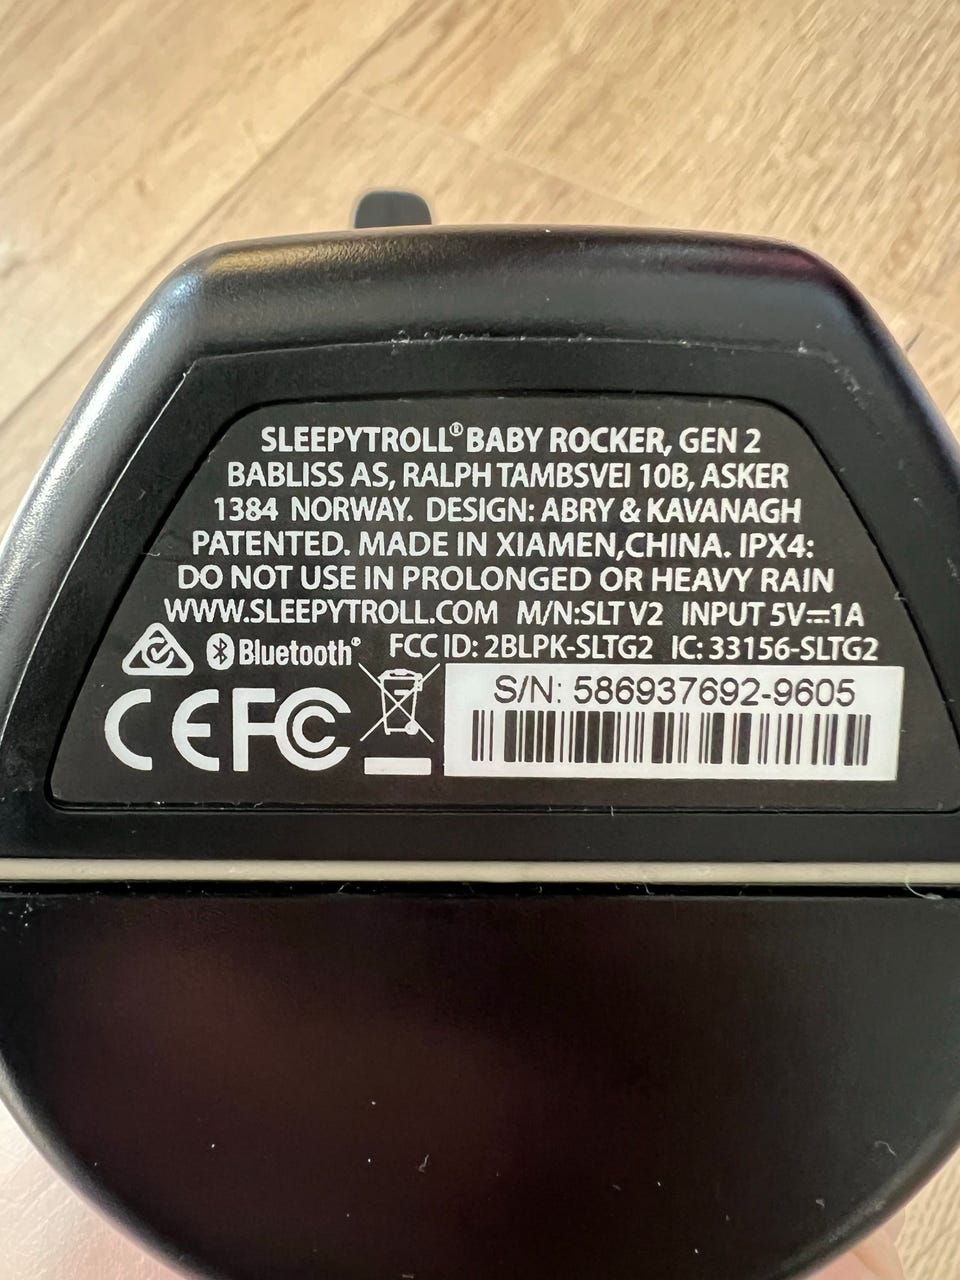 SLEEPYTROLL® BABY ROCKER, GEN 2
BABLISS AS, RALPH TAMBSVEI 10B, ASKER
1384 NORWAY. DESIGN: ABRY & KAVANAGH
PATENTED. MADE IN XIAMEN,CHINA. IPX4:
DO NOT USE IN PROLONGED OR HEAVY RAIN
WWW.SLEEPYTROLL.COM M/N:SLT V2 INPUT 5V⎓1A
Bluetooth® FCC ID: 2BLPK-SLTG2 IC: 33156-SLTG2
CE FC
S/N: 586937692-9605